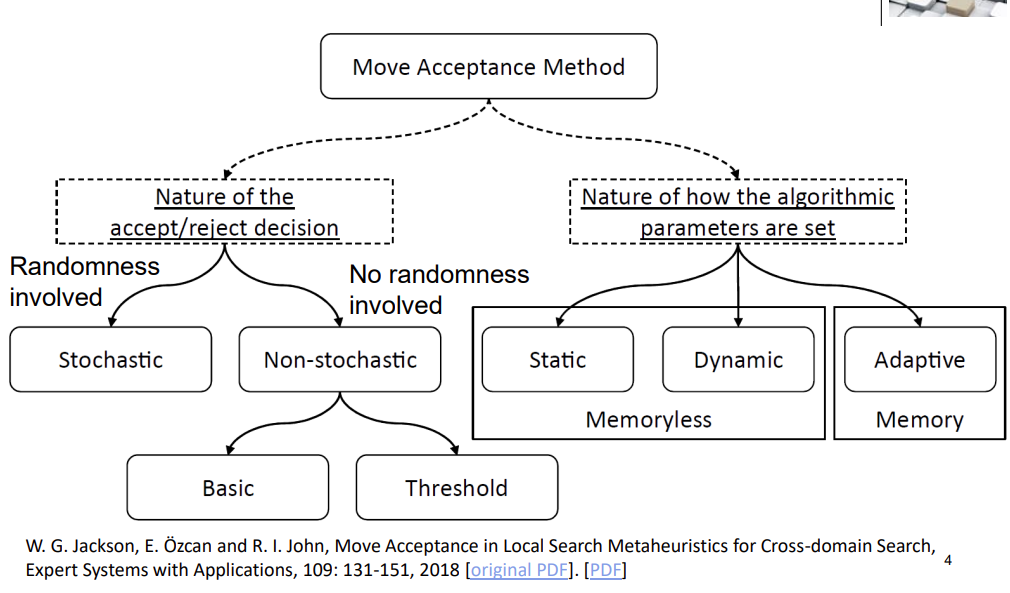 Move Acceptance Method
Nature of the
accept/reject decision
Nature of how the algorithmic
parameters are set
Randomness
involved
No randomness
involved
Stochastic
Non-stochastic
Static
Dynamic
Adaptive
Memoryless
Memory
Basic
Threshold
W. G. Jackson, E. Özcan and R. I. John, Move Acceptance in Local Search Metaheuristics for Cross-domain Search,
Expert Systems with Applications, 109: 131-151, 2018 [original PDF]. [PDF]
4